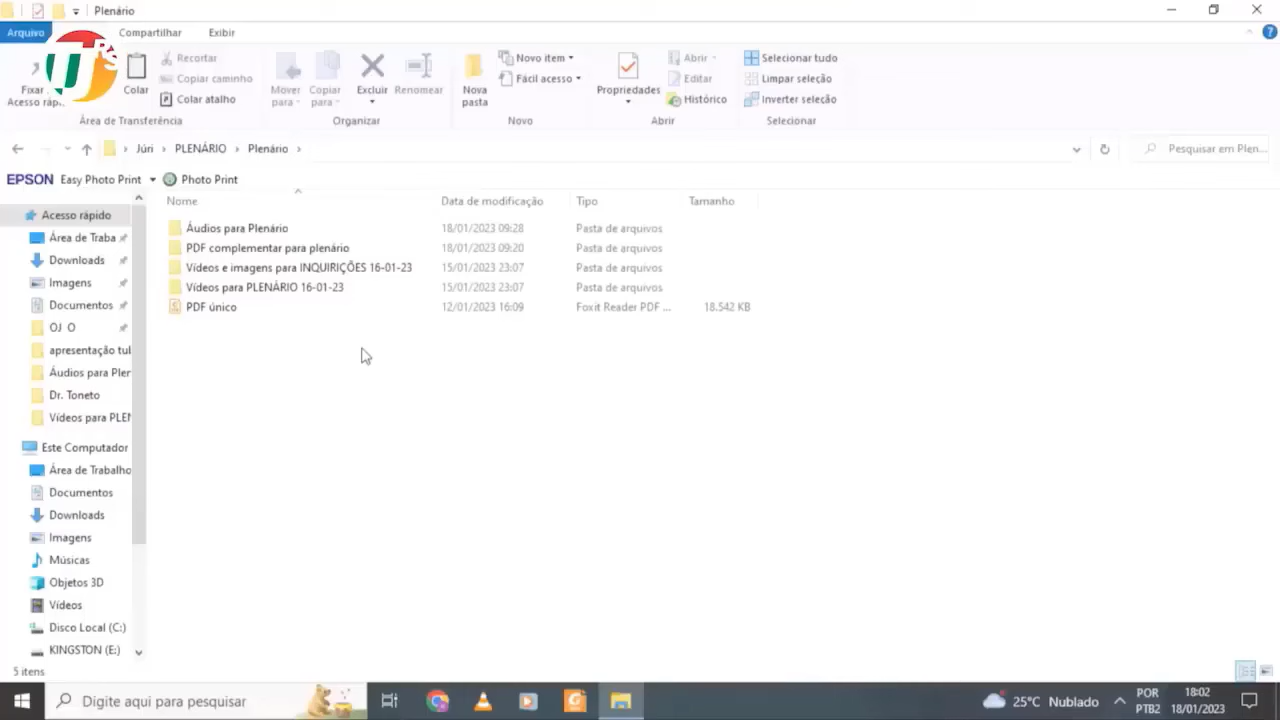 Plenário
Arquivo
Compartilhar
Exibir
TJRS
Fixar
Acesso ráp
Colar
Recortar
Copiar caminho
Colar atalho
Área de Transferência
Mover para
Copiar para
Excluir
Renomear
Organizar
Nova pasta
Novo item
Fácil acesso
Novo
Propriedades
Abrir
Editar
Histórico
Abrir
Selecionar tudo
Limpar seleção
Inverter seleção
Selecionar
Júri > PLENÁRIO > Plenário >
Pesquisar em Plen...
EPSON Easy Photo Print Photo Print
Nome Data de modificação Tipo Tamanho
Áudios para Plenário 18/01/2023 09:28 Pasta de arquivos
PDF complementar para plenário 18/01/2023 09:20 Pasta de arquivos
Vídeos e imagens para INQUIRIÇÕES 16-01-23 15/01/2023 23:07 Pasta de arquivos
Vídeos para PLENÁRIO 16-01-23 15/01/2023 23:07 Pasta de arquivos
PDF único 12/01/2023 16:09 Foxit Reader PDF ... 18.542 KB
Acesso rápido
Área de Traba
Downloads
Imagens
Documentos
OJ O
apresentação tul
Áudios para Pler
Dr. Toneto
Vídeos para PLEN
Este Computador
Área de Trabalho
Documentos
Downloads
Imagens
Músicas
Objetos 3D
Vídeos
Disco Local (C:)
KINGSTON (E:)
5 itens
Digite aqui para pesquisar
25°C Nublado
POR
PTB2
18:02
18/01/2023